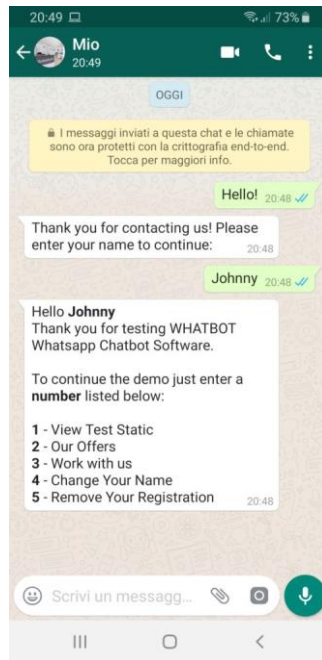 20:49 73%
Mio
20:49
OGGI
I messaggi inviati a questa chat e le chiamate
sono ora protetti con la crittografia end-to-end.
Tocca per maggiori info.
Hello! 20:48
Thank you for contacting us! Please
enter your name to continue: 20:48
Johnny 20:48
Hello Johnny
Thank you for testing WHATBOT
Whatsapp Chatbot Software.
To continue the demo just enter a
number listed below:
1 - View Test Static
2 - Our Offers
3 - Work with us
4 - Change Your Name
5 - Remove Your Registration 20:48
Scrivi un messagg...